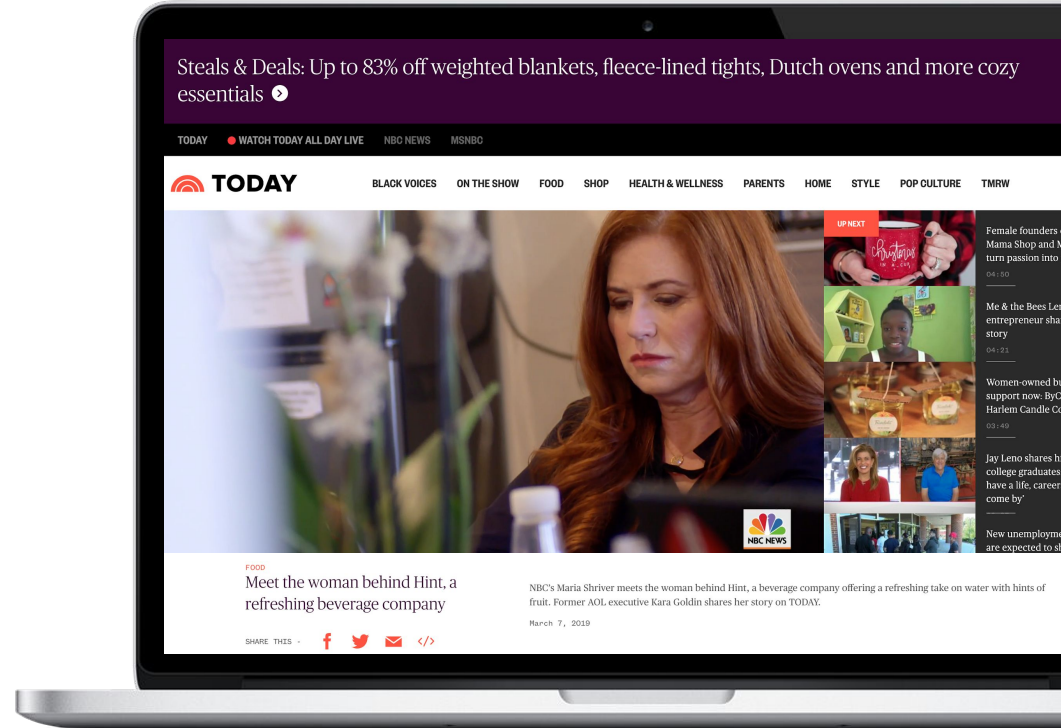 Steals & Deals: Up to 83% off weighted blankets, fleece-lined tights, Dutch ovens and more cozy
essentials
TODAY WATCH TODAY ALL DAY LIVE NBC NEWS MSNBC
TODAY BLACK VOICES ON THE SHOW FOOD SHOP HEALTH & WELLNESS PARENTS HOME STYLE POP CULTURE TMRW
UP NEXT
Christmas
IN A CUP
Female founders
Mama Shop and
turn passion into
04:50
Me & the Bees
entrepreneur
story
04:21
Women-owned
support now:
Harlem Candle
03:49
Jay Leno shares
college graduates
have a life, career
come by'
New
are expected to
NBC NEWS
FOOD
Meet the woman behind Hint, a
refreshing beverage company
SHARE THIS -
NBC's Maria Shriver meets the woman behind Hint, a beverage company offering a refreshing take on water with hints of
fruit. Former AOL executive Kara Goldin shares her story on TODAY.
March 7, 2019